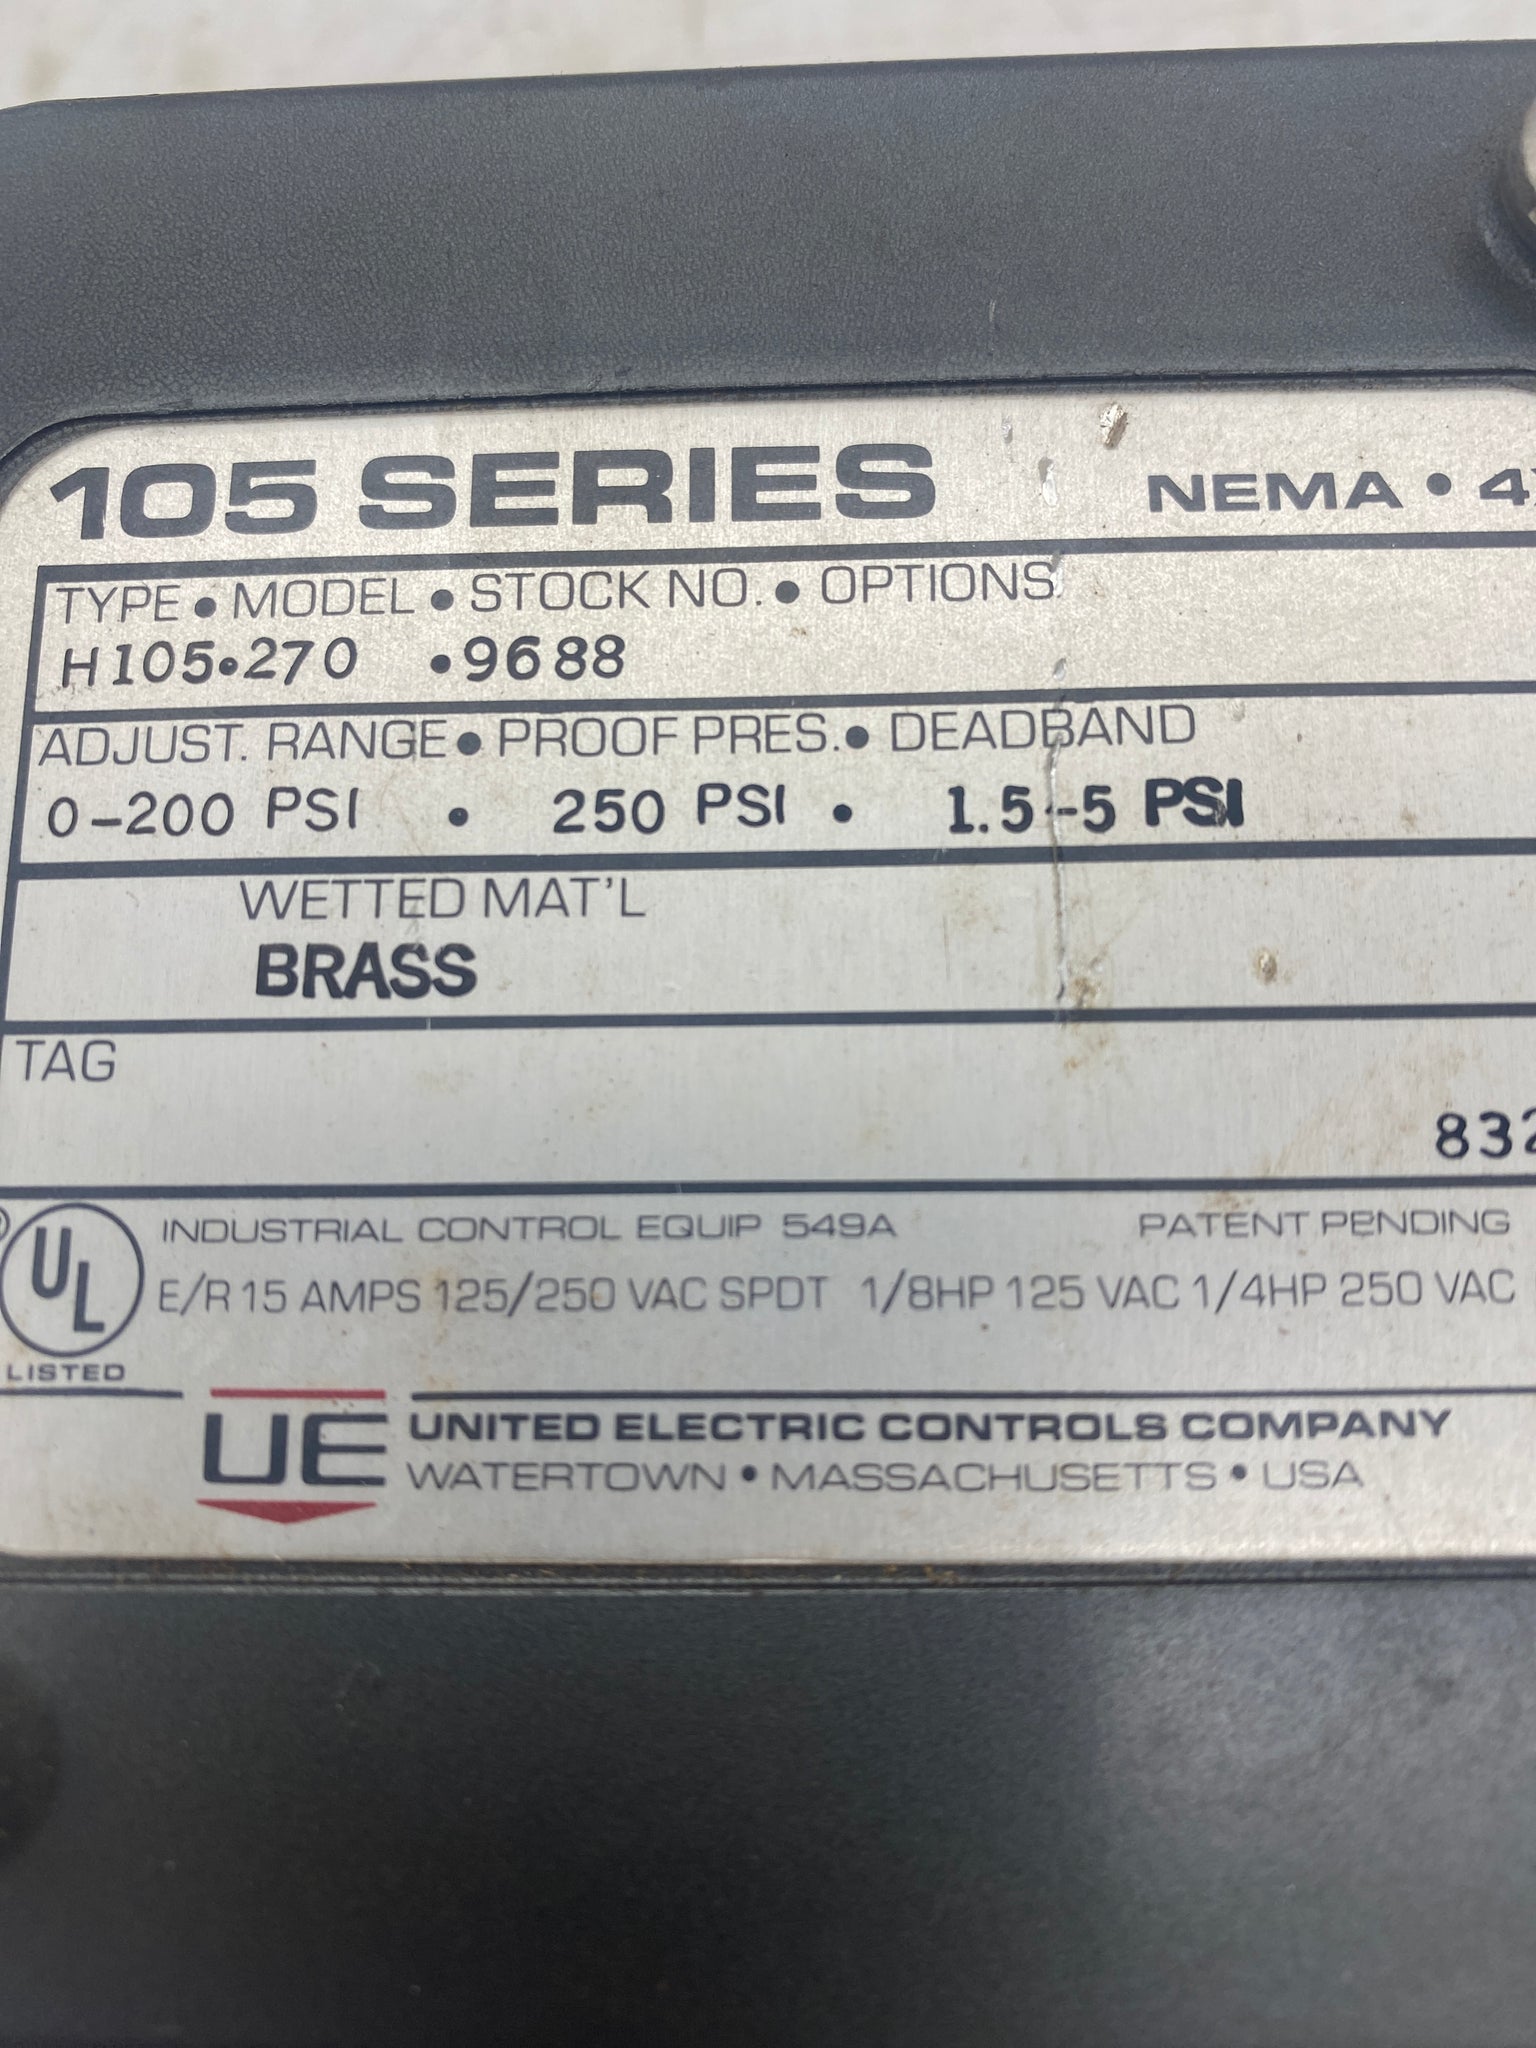 105 SERIES NEMA • 4
TYPE • MODEL • STOCK NO. • OPTIONS
H105•270 •9688
ADJUST. RANGE • PROOF PRES. • DEADBAND
0-200 PSI • 250 PSI • 1.5-5 PSI
WETTED MAT'L
BRASS
TAG
832
UL INDUSTRIAL CONTROL EQUIP 549A PATENT PENDING
E/R 15 AMPS 125/250 VAC SPDT 1/8HP 125 VAC 1/4HP 250 VAC
LISTED
UE UNITED ELECTRIC CONTROLS COMPANY
WATERTOWN • MASSACHUSETTS • USA